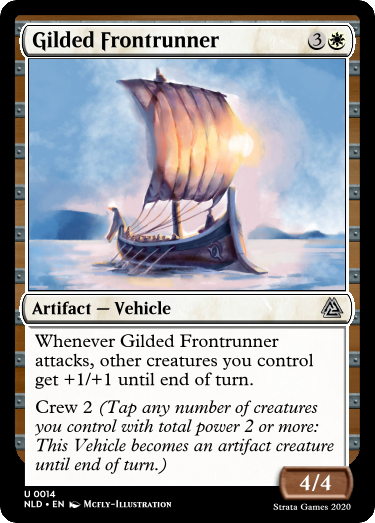 Gilded Frontrunner 3
Artifact — Vehicle
Whenever Gilded Frontrunner
attacks, other creatures you control
get +1/+1 until end of turn.
Crew 2 (Tap any number of creatures
you control with total power 2 or more:
This Vehicle becomes an artifact creature
until end of turn.)
4/4
U 0014
NLD • EN Mcfly-Illustration
Strata Games 2020